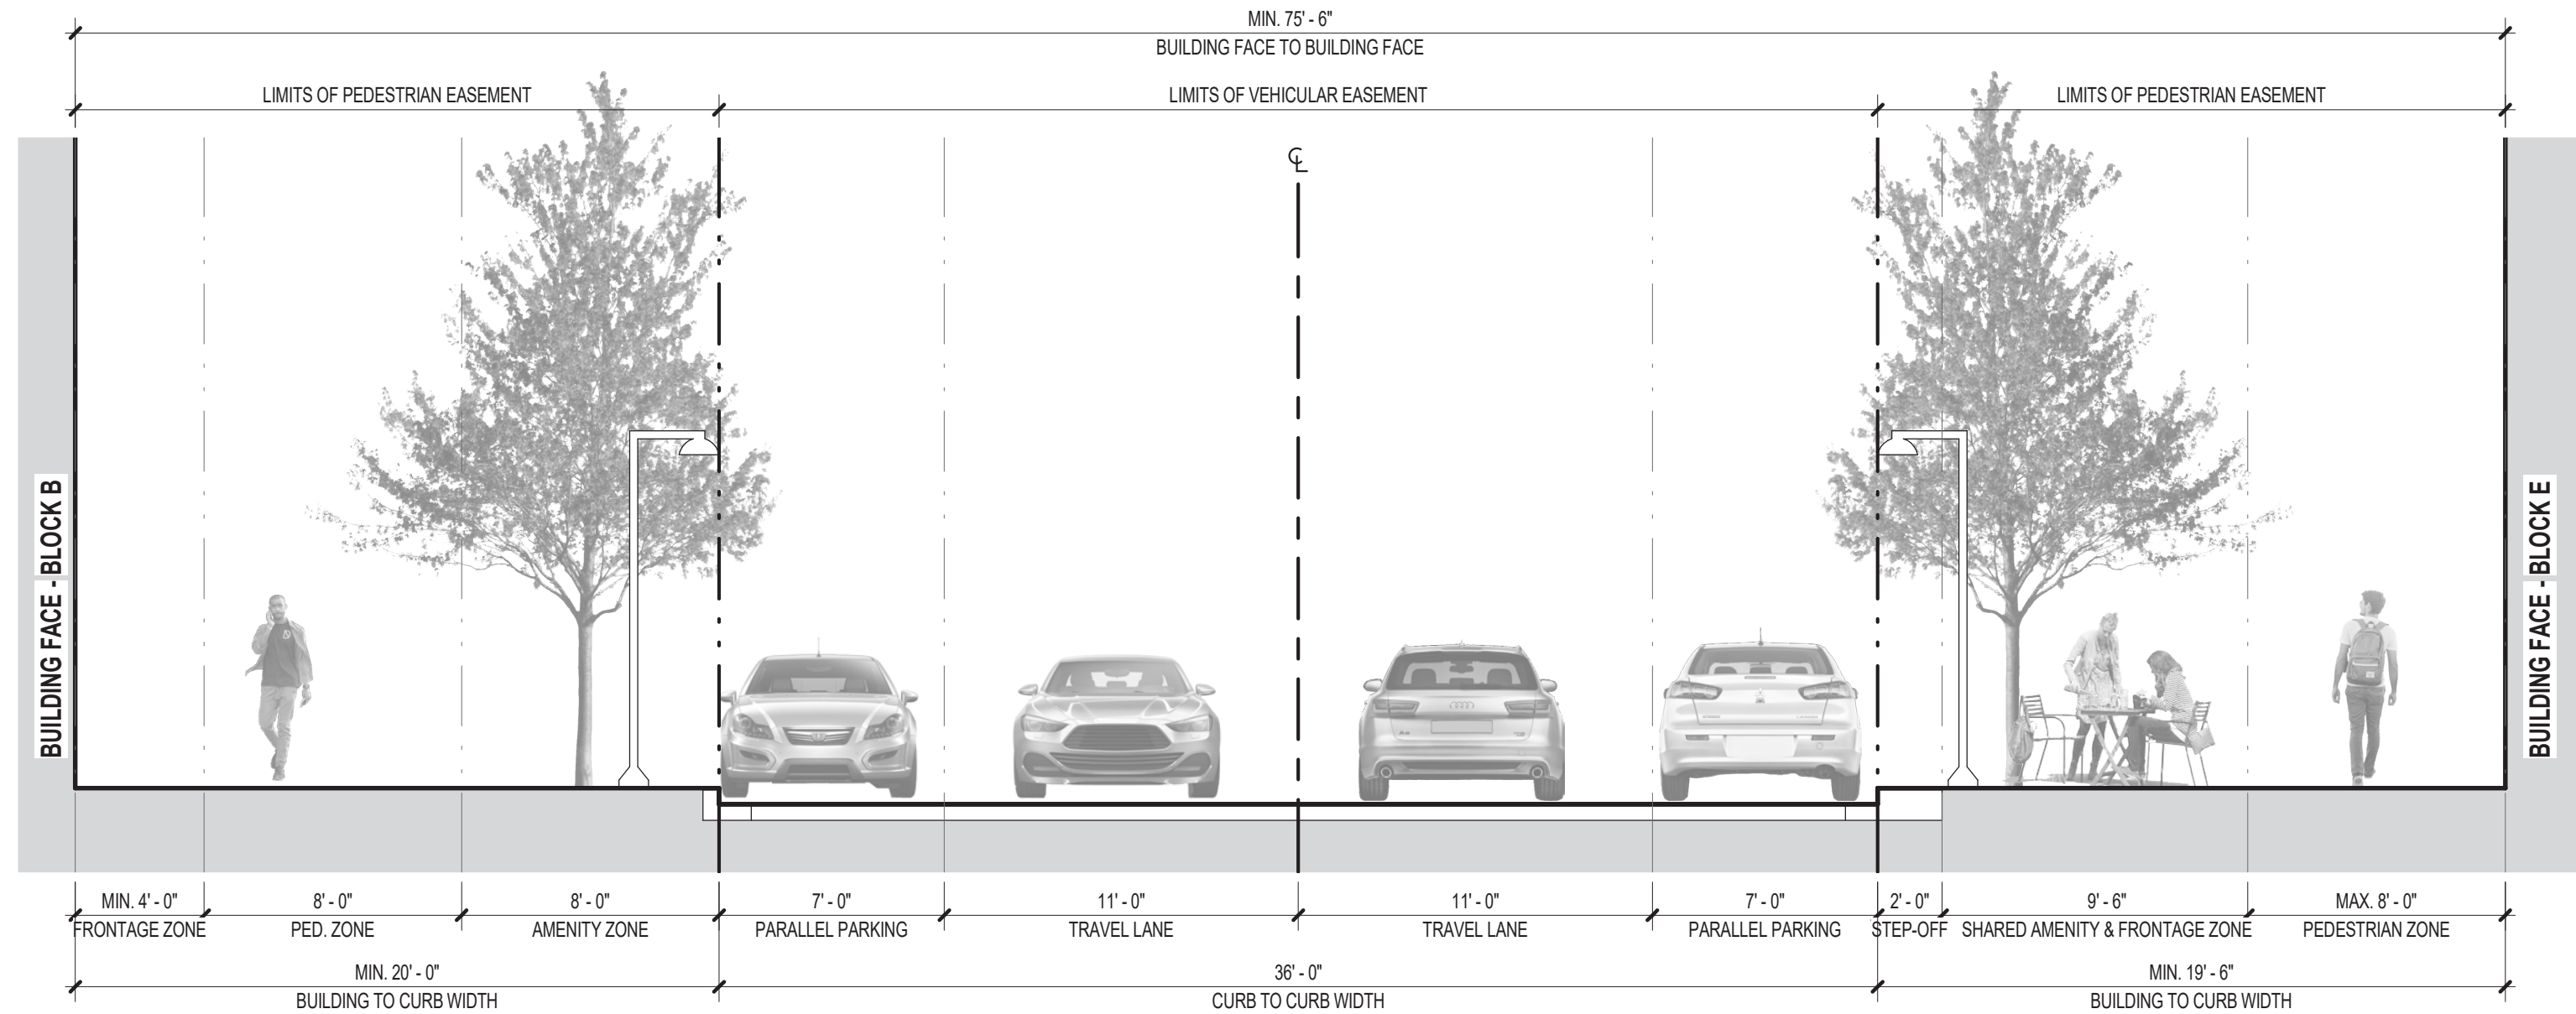 MIN. 75' - 6"
BUILDING FACE TO BUILDING FACE
LIMITS OF PEDESTRIAN EASEMENT
LIMITS OF VEHICULAR EASEMENT
LIMITS OF PEDESTRIAN EASEMENT
℄
BUILDING FACE - BLOCK B
BUILDING FACE - BLOCK E
MIN. 4' - 0"
8' - 0"
8' - 0"
7' - 0"
11' - 0"
11' - 0"
7' - 0"
2' - 0"
9' - 6"
MAX. 8' - 0"
FRONTAGE ZONE
PED. ZONE
AMENITY ZONE
PARALLEL PARKING
TRAVEL LANE
TRAVEL LANE
PARALLEL PARKING
STEP-OFF
SHARED AMENITY & FRONTAGE ZONE
PEDESTRIAN ZONE
MIN. 20' - 0"
36' - 0"
MIN. 19' - 6"
BUILDING TO CURB WIDTH
CURB TO CURB WIDTH
BUILDING TO CURB WIDTH